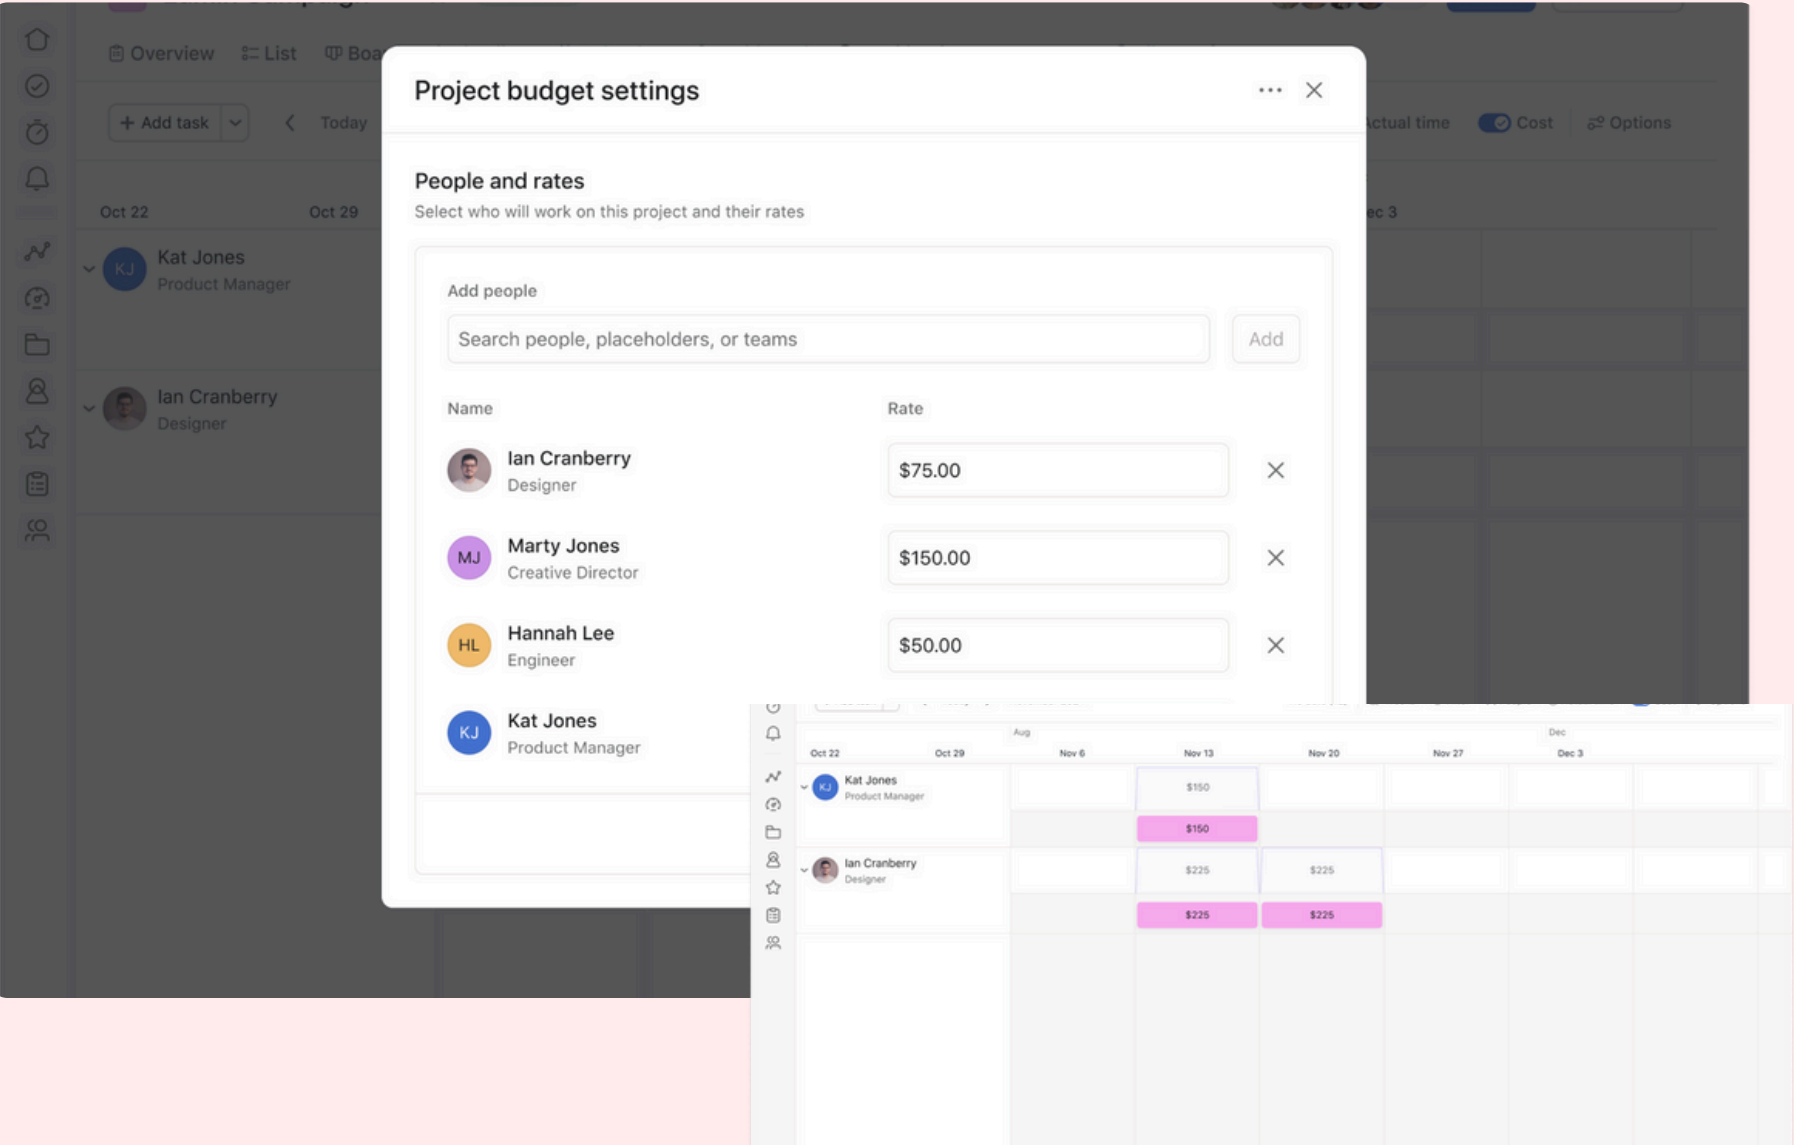 Overview
List
Project budget settings
Add task
Today
Actual time
Cost
Options
People and rates
Select who will work on this project and their rates
Oct 22
Oct 29
Dec 3
Kat Jones
Product Manager
Ian Cranberry
Designer
Add people
Search people, placeholders, or teams
Add
Name
Rate
KJ
Ian Cranberry
Designer
$75.00
MJ
Marty Jones
Creative Director
$150.00
HL
Hannah Lee
Engineer
$50.00
KJ
Kat Jones
Product Manager
Aug
Dec
Oct 22
Oct 29
Nov 6
Nov 13
Nov 20
Nov 27
Dec 3
KJ
Kat Jones
Product Manager
$150
$150
Ian Cranberry
Designer
$225
$225
$225
$225